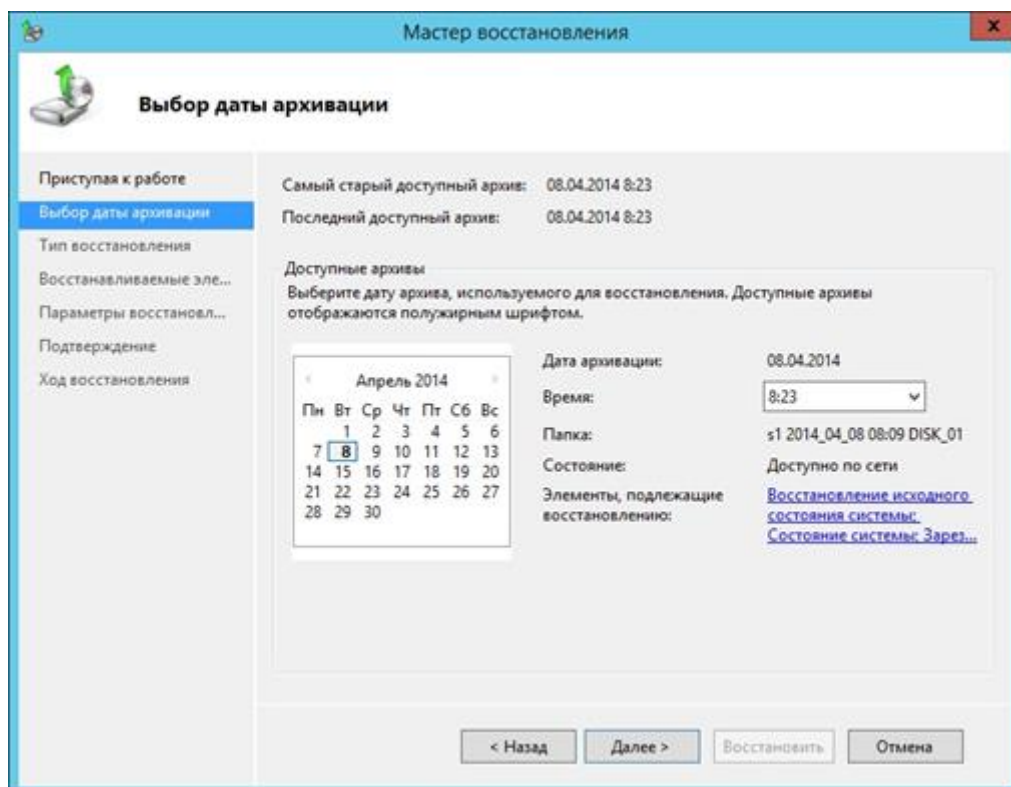 Мастер восстановления
x
Выбор даты архивации
Приступая к работе
Выбор даты архивации
Тип восстановления
Восстанавливаемые эле...
Параметры восстановл...
Подтверждение
Ход восстановления
Самый старый доступный архив: 08.04.2014 8:23
Последний доступный архив: 08.04.2014 8:23
Доступные архивы
Выберите дату архива, используемого для восстановления. Доступные архивы
отображаются полужирным шрифтом.
Апрель 2014
Пн Вт Ср Чт Пт Сб Вс
1 2 3 4 5 6
7 8 9 10 11 12 13
14 15 16 17 18 19 20
21 22 23 24 25 26 27
28 29 30
Дата архивации: 08.04.2014
Время: 8:23
Папка: s1 2014_04_08 08:09 DISK_01
Состояние: Доступно по сети
Элементы, подлежащие
восстановлению:
Восстановление исходного
состояния системы;
Состояние системы; Зарез...
< Назад
Далее >
Восстановить
Отмена